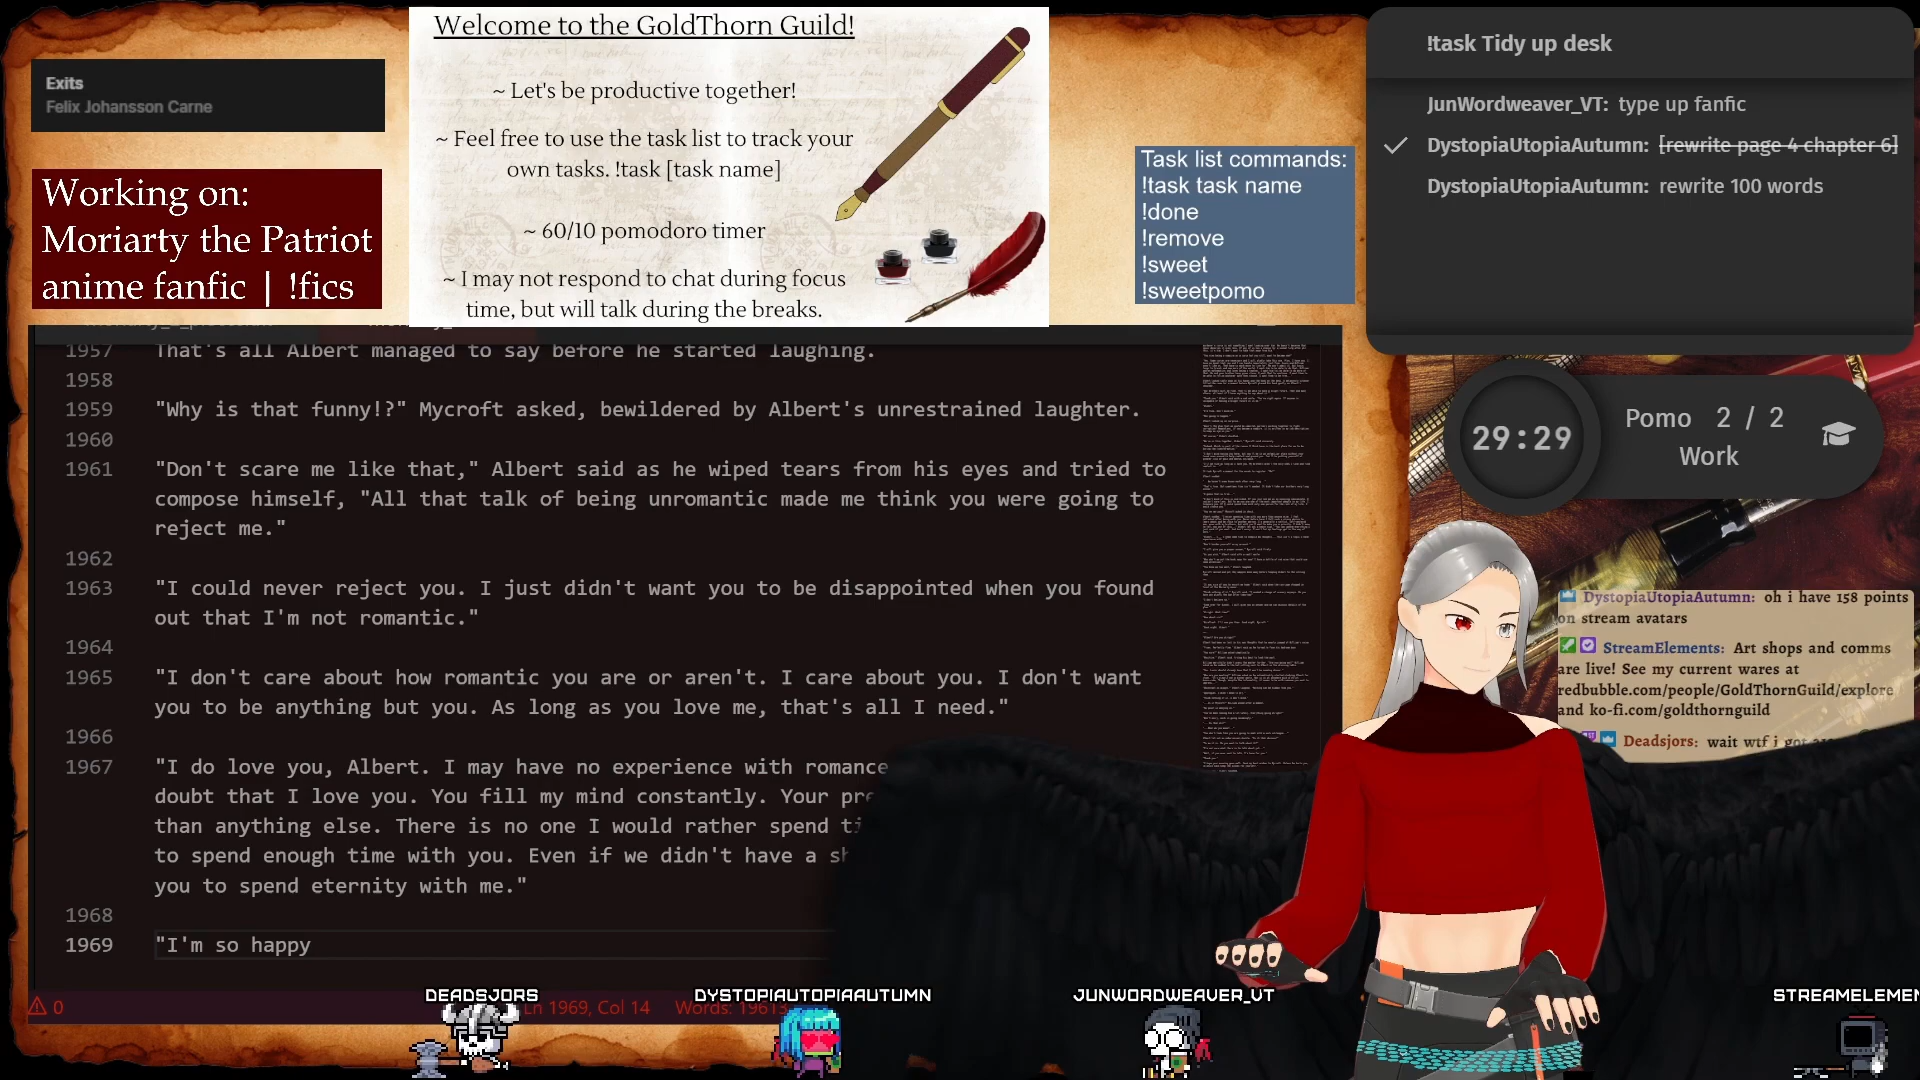 Exits
Felix Johansson Carne
Working on:
Moriarty the Patriot
anime fanfic | !fics
Welcome to the GoldThorn Guild!
~ Let's be productive together!
~ Feel free to use the task list to track your
own tasks. !task [task name]
~ 60/10 pomodoro timer
~ I may not respond to chat during focus
time, but will talk during the breaks.
Task list commands:
!task task name
!done
!remove
!sweet
!sweetpomo
!task Tidy up desk
JunWordweaver_VT: type up fanfic
DystopiaUtopiaAutumn: [rewrite page 4 chapter 6]
DystopiaUtopiaAutumn: rewrite 100 words
29:29
Pomo 2 / 2
Work
1957 That's all Albert managed to say before he started laughing.
1958
1959 "Why is that funny!?" Mycroft asked, bewildered by Albert's unrestrained laughter.
1960
1961 "Don't scare me like that," Albert said as he wiped tears from his eyes and tried to
compose himself, "All that talk of being unromantic made me think you were going to
reject me."
1962
1963 "I could never reject you. I just didn't want you to be disappointed when you found
out that I'm not romantic."
1964
1965 "I don't care about how romantic you are or aren't. I care about you. I don't want
you to be anything but you. As long as you love me, that's all I need."
1966
1967 "I do love you, Albert. I may have no experience with romance
doubt that I love you. You fill my mind constantly. Your
than anything else. There is no one I would rather spend
to spend enough time with you. Even if we didn't have a
you to spend eternity with me."
1968
1969 "I'm so happy
0
Ln 1969, Col 14 Words:
DystopiaUtopiaAutumn: oh i have 158 points
on stream avatars
StreamElements: Art shops and comms
are live! See my current wares at
redbubble.com/people/GoldThornGuild/explore
and ko-fi.com/goldthornguild
Deadsjors: wait wtf i got
DEADSJORS
DYSTOPIAUTOPIAAUTUMN
JUNWORDWEAVER_VT
STREAMELEMEN